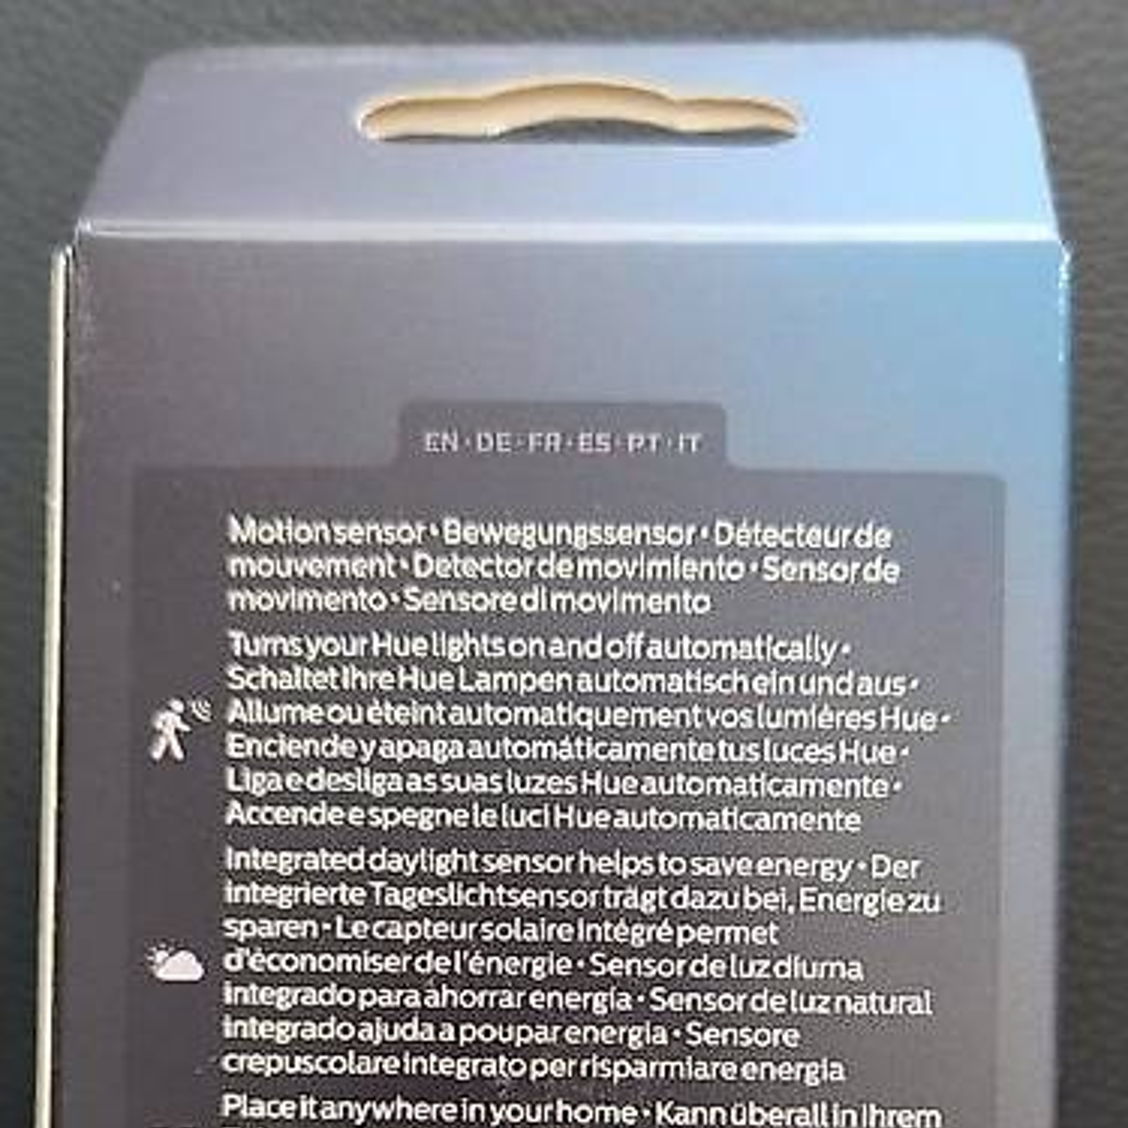 EN · DE · FR · ES · PT · IT
Motion sensor • Bewegungssensor • Détecteur de
mouvement • Detector de movimiento • Sensor de
movimento • Sensore di movimento
Turns your Hue lights on and off automatically •
Schaltet Ihre Hue Lampen automatisch ein und aus •
Allume ou éteint automatiquement vos lumières Hue •
Enciende y apaga automáticamente tus luces Hue •
Liga e desliga as suas luzes Hue automaticamente •
Accende e spegne le luci Hue automaticamente
Integrated daylight sensor helps to save energy • Der
integrierte Tageslichtsensor trägt dazu bei, Energie zu
sparen • Le capteur solaire intégré permet
d'économiser de l'énergie • Sensor de luz diurna
integrado para ahorrar energía • Sensor de luz natural
integrado ajuda a poupar energia • Sensore
crepuscolare integrato per risparmiare energia
Place it anywhere in your home • Kann überall in Ihrem